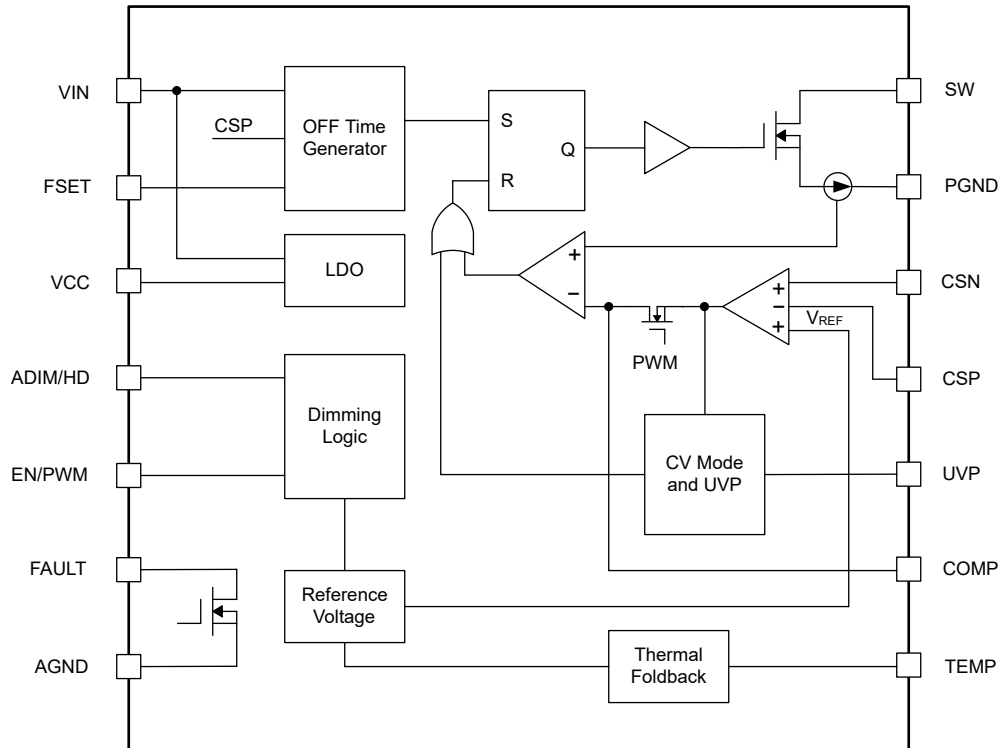 VIN
FSET
VCC
ADIM/HD
EN/PWM
FAULT
AGND
CSP
OFF Time
Generator
LDO
Dimming
Logic
Reference
Voltage
S
R
Q
+
−
PWM
+
−
+
VREF
CV Mode
and UVP
Thermal
Foldback
SW
PGND
CSN
CSP
UVP
COMP
TEMP